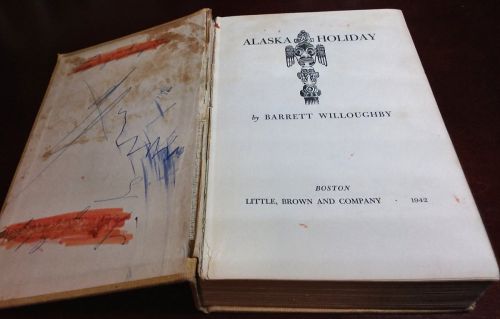 ALASKA HOLIDAY
by BARRETT WILLOUGHBY
BOSTON
LITTLE, BROWN AND COMPANY · 1942